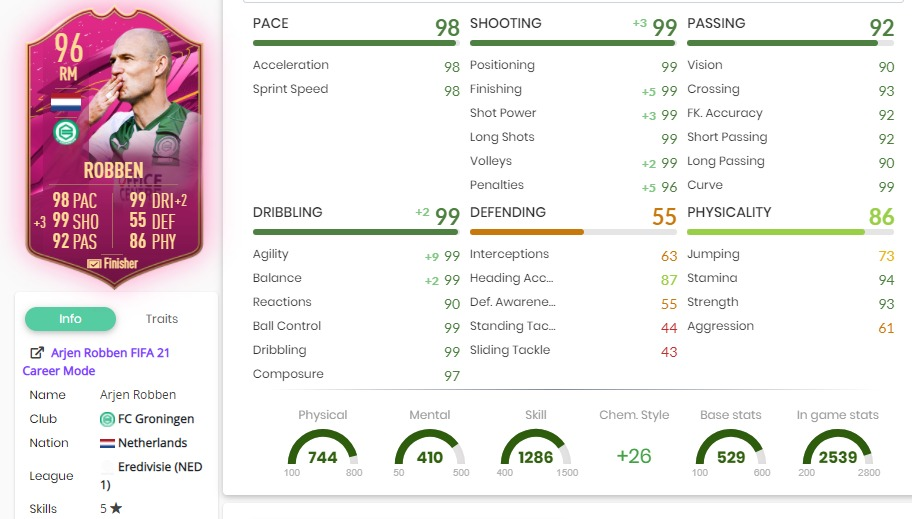 96
RM
ROBBEN
98 PAC 99 DRI+2
+3 99 SHO 55 DEF
92 PAS 86 PHY
Finisher
Info Traits
Arjen Robben FIFA 21
Career Mode
Name Arjen Robben
Club FC Groningen
Nation Netherlands
League Eredivisie (NED
1)
Skills 5★
PACE 98
Acceleration 98
Sprint Speed 98
SHOOTING +3 99
Positioning 99
Finishing +5 99
Shot Power +3 99
Long Shots 99
Volleys +2 99
Penalties +5 96
PASSING 92
Vision 90
Crossing 93
FK. Accuracy 92
Short Passing 92
Long Passing 90
Curve 99
DRIBBLING +2 99
Agility +9 99
Balance +2 99
Reactions 90
Ball Control 99
Dribbling 99
Composure 97
DEFENDING 55
Interceptions 63
Heading Acc... 87
Def. Awarene... 55
Standing Tac... 44
Sliding Tackle 43
PHYSICALITY 86
Jumping 73
Stamina 94
Strength 93
Aggression 61
Physical Mental Skill Chem. Style Base stats In game stats
744 410 1286 +26 529 2539
100 800 50 500 400 1500 100 600 200 2800